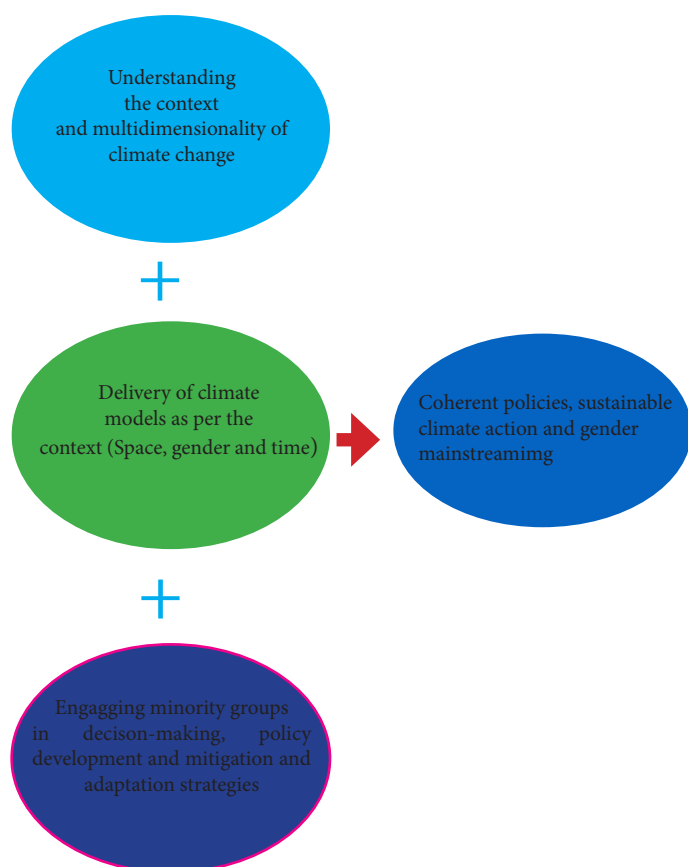 Understanding
the context
and multidimensionality of
climate change
+
Delivery of climate
models as per the
context (Space, gender and time)
Coherent policies, sustainable
climate action and gender
mainstreamimg
+
Engagging minority groups
in decison-making, policy
development and mitigation and
adaptation strategies